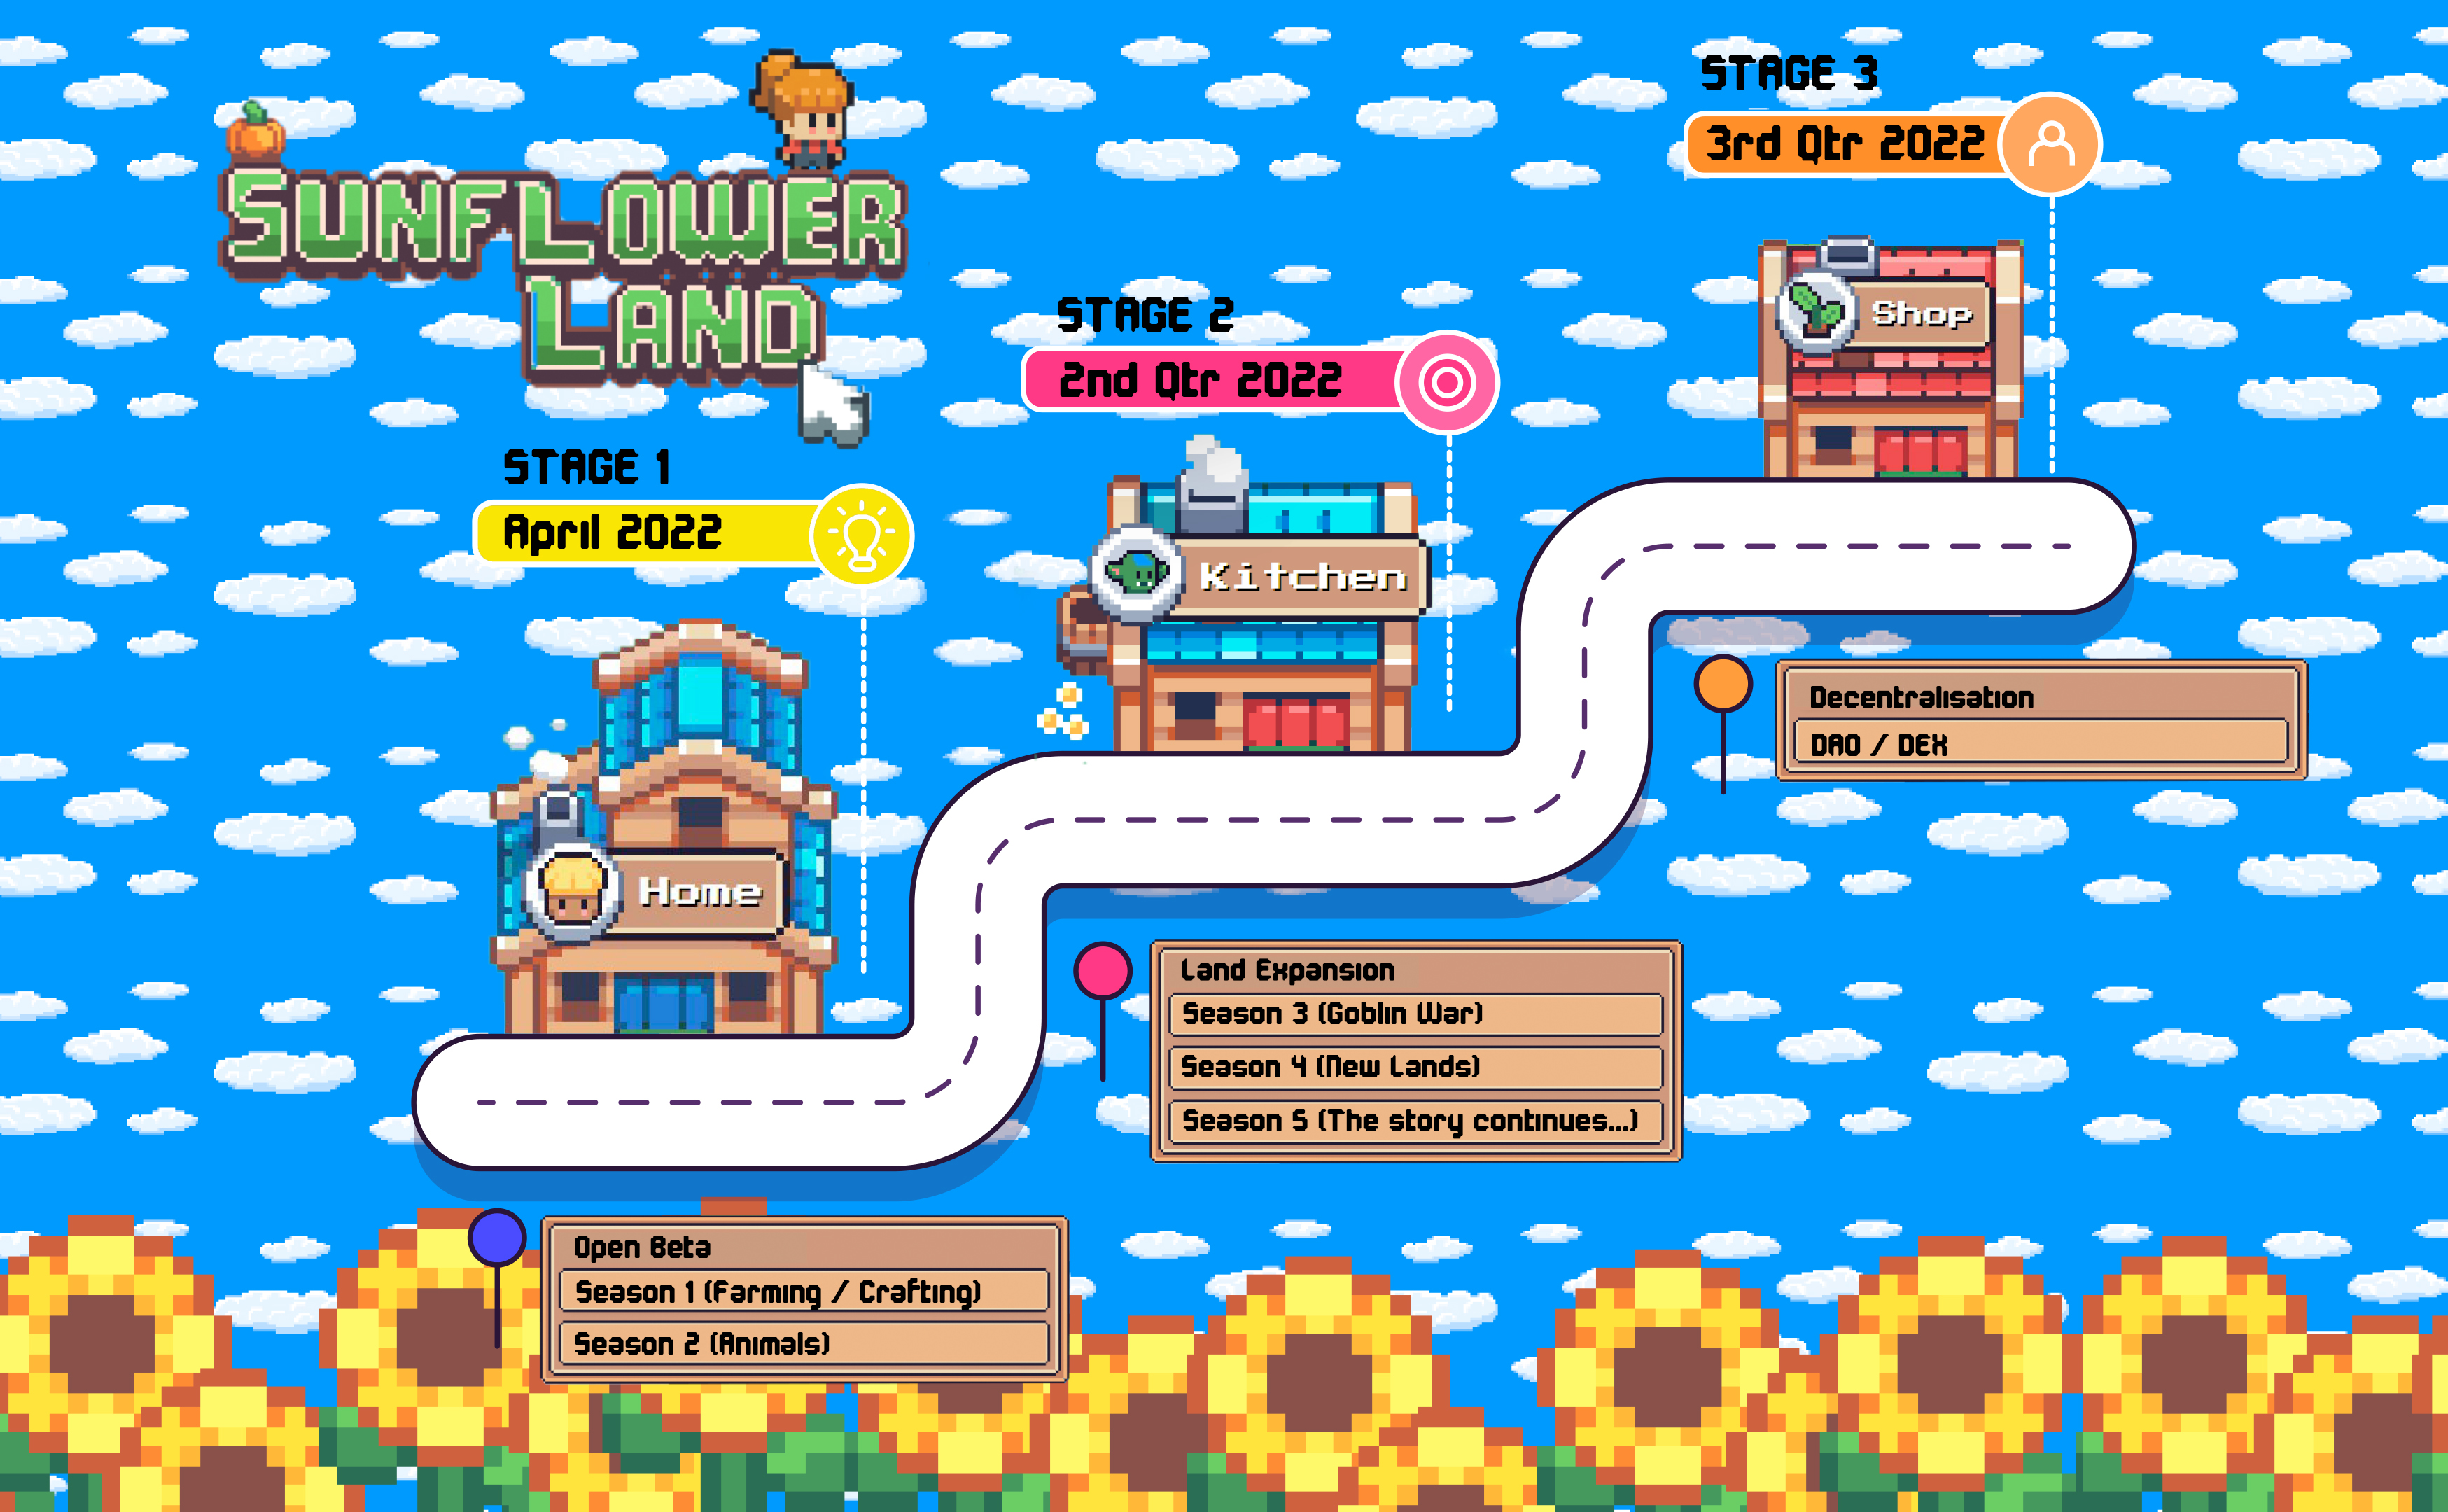 SUNFLOWER
LAND
STAGE 1
April 2022
Home
Open Beta
Season 1 (Farming / Crafting)
Season 2 (Animals)
STAGE 2
2nd Qtr 2022
Kitchen
Land Expansion
Season 3 (Goblin War)
Season 4 (New Lands)
Season 5 (The story continues...)
STAGE 3
3rd Qtr 2022
Shop
Decentralisation
DAO / DEX